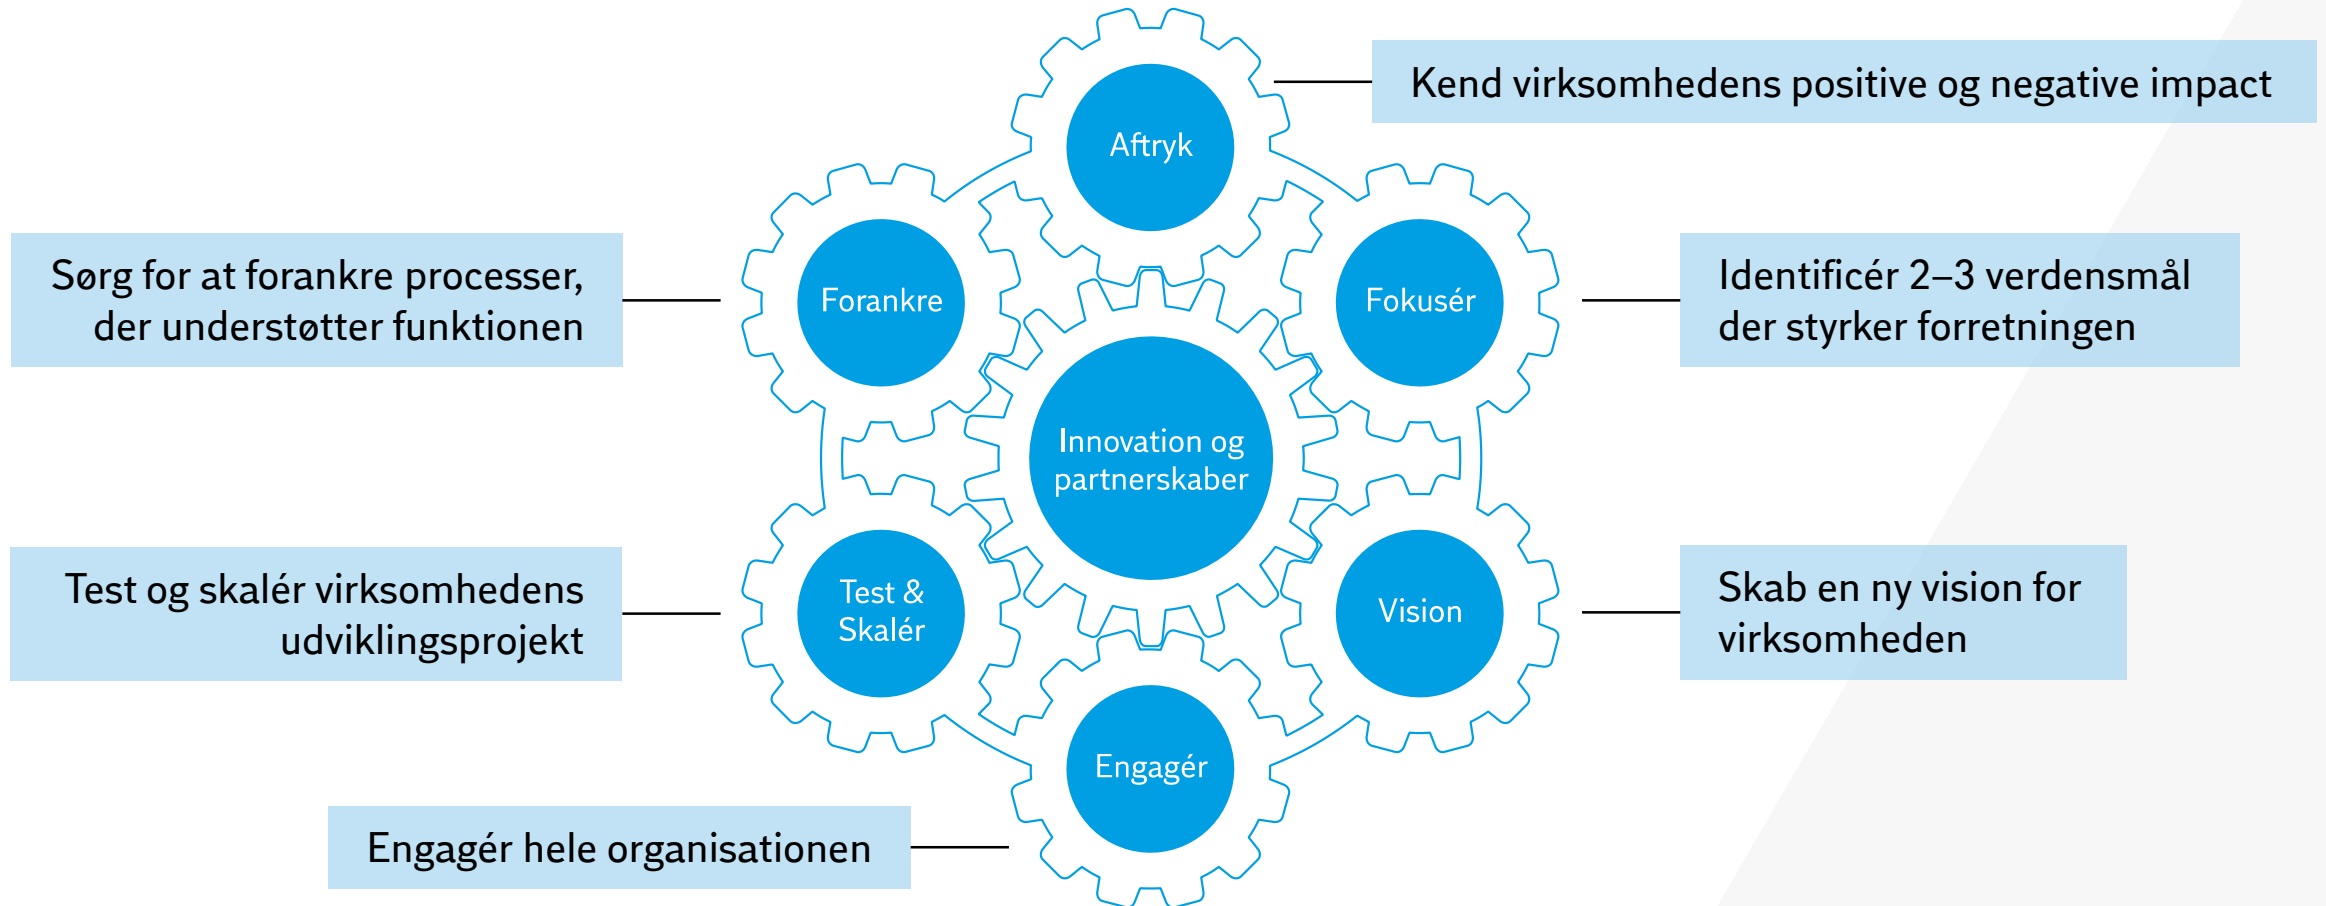 Aftryk
Kend virksomhedens positive og negative impact
Fokusér
Identificér 2–3 verdensmål
der styrker forretningen
Vision
Skab en ny vision for
virksomheden
Engagér
Engagér hele organisationen
Test &
Skalér
Test og skalér virksomhedens
udviklingsprojekt
Forankre
Sørg for at forankre processer,
der understøtter funktionen
Innovation og
partnerskaber